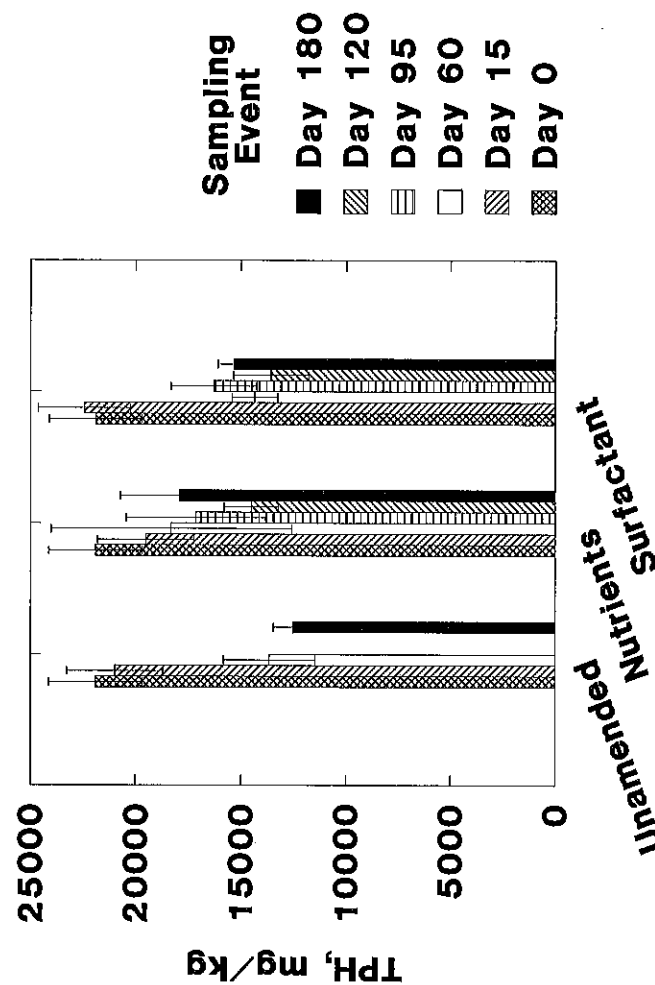 TPH, mg/kg
25000
20000
15000
10000
5000
0
Unamended
Nutrients
Surfactant
Sampling
Event
Day 180
Day 120
Day 95
Day 60
Day 15
Day 0